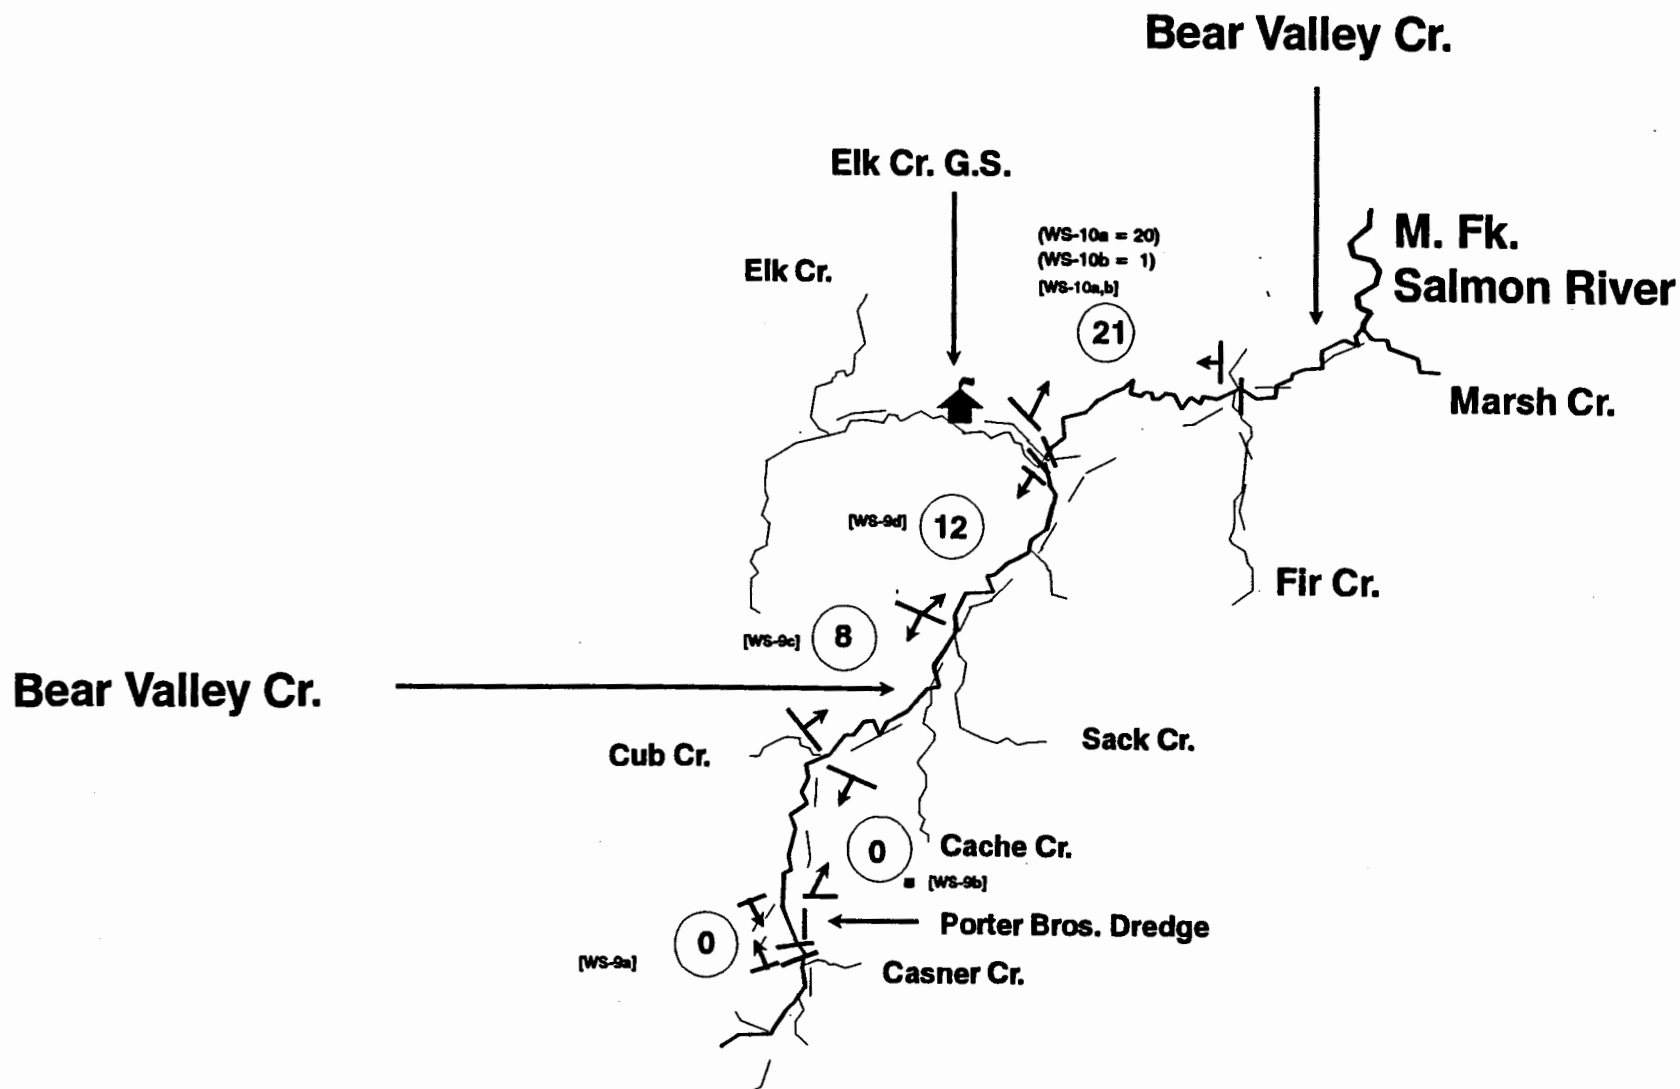 Bear Valley Cr.
Elk Cr. G.S.
(WS-10a = 20)
(WS-10b = 1)
[WS-10a,b]
21
M. Fk.
Salmon River
Elk Cr.
Marsh Cr.
[WS-9d]
12
Fir Cr.
[WS-9c]
8
Bear Valley Cr.
Cub Cr.
Sack Cr.
0
Cache Cr.
[WS-9b]
Porter Bros. Dredge
0
[WS-9a]
Casner Cr.